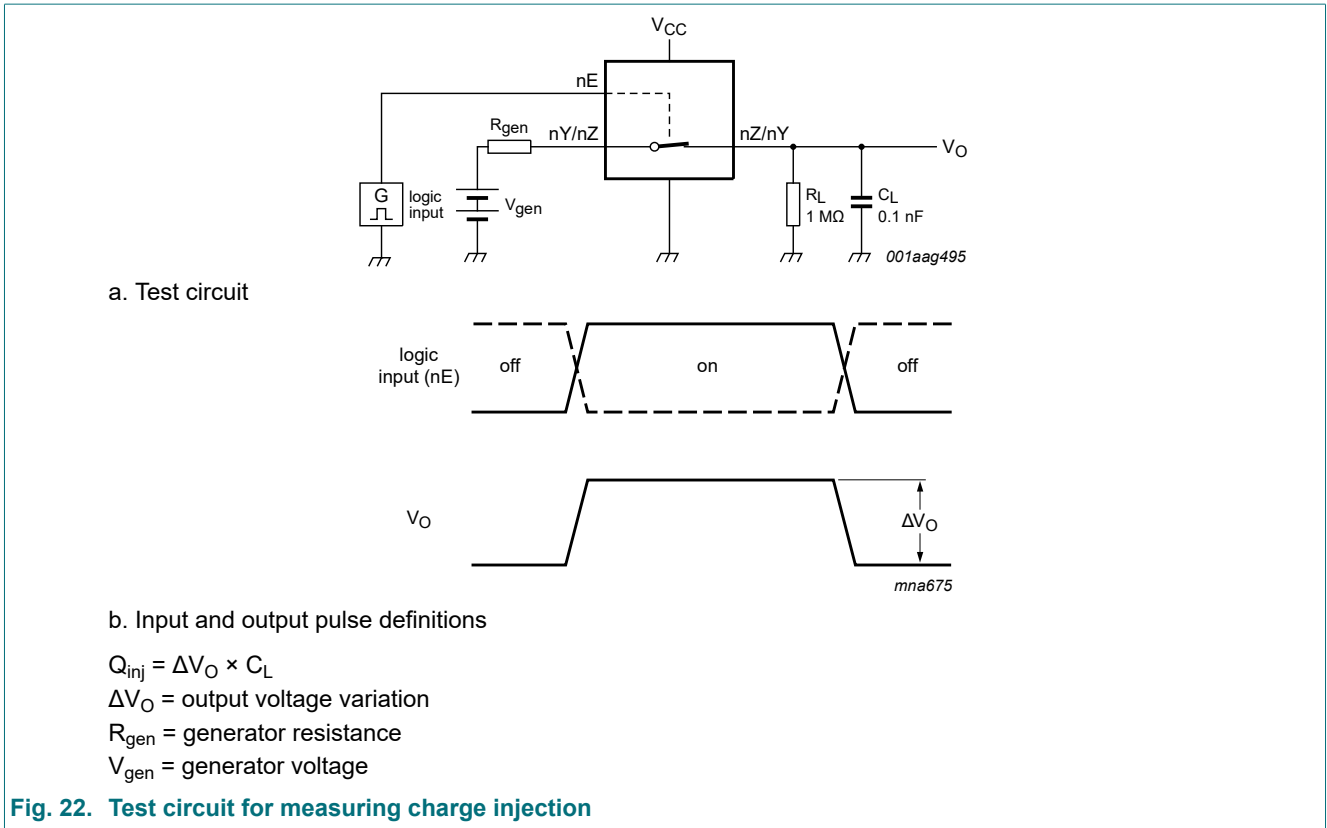 VCC
nE
Rgen
nY/nZ
nZ/nY
VO
G
logic
input
Vgen
RL
1 MΩ
CL
0.1 nF
001aag495
a. Test circuit
logic
input (nE)
off
on
off
VO
ΔVO
mna675
b. Input and output pulse definitions
Qinj = ΔVO × CL
ΔVO = output voltage variation
Rgen = generator resistance
Vgen = generator voltage
Fig. 22. Test circuit for measuring charge injection